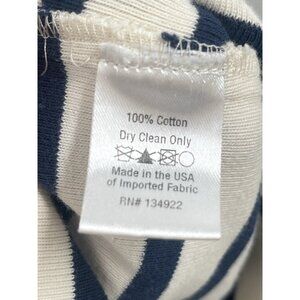 100% Cotton
Dry Clean Only
Made in the USA
of Imported Fabric
RN# 134922